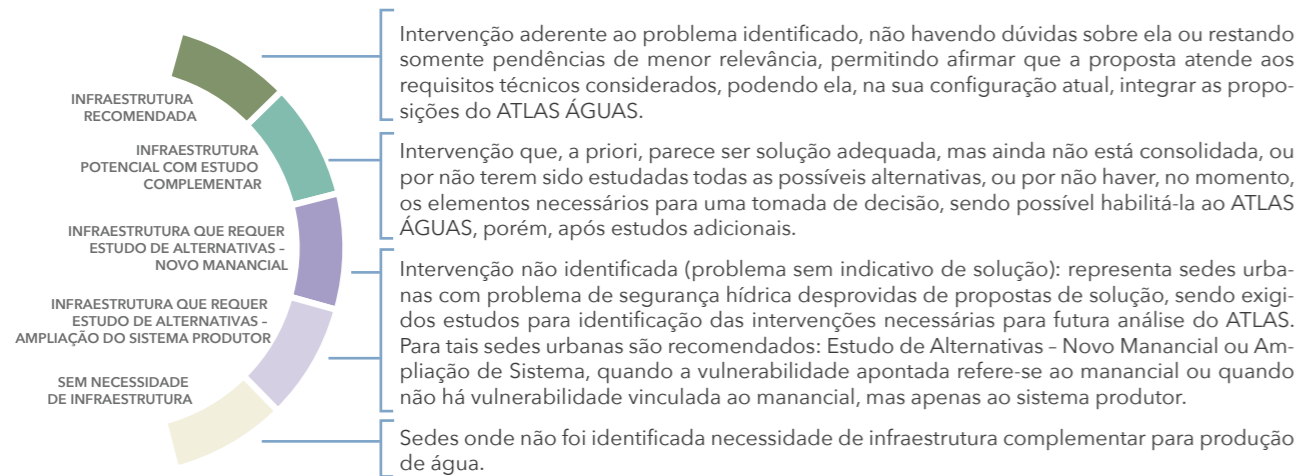 INFRAESTRUTURA
RECOMENDADA
Intervenção aderente ao problema identificado, não havendo dúvidas sobre ela ou restando
somente pendências de menor relevância, permitindo afirmar que a proposta atende aos
requisitos técnicos considerados, podendo ela, na sua configuração atual, integrar as propo-
sições do ATLAS ÁGUAS.
INFRAESTRUTURA
POTENCIAL COM ESTUDO
COMPLEMENTAR
Intervenção que, a priori, parece ser solução adequada, mas ainda não está consolidada, ou
por não terem sido estudadas todas as possíveis alternativas, ou por não haver, no momento,
os elementos necessários para uma tomada de decisão, sendo possível habilitá-la ao ATLAS
ÁGUAS, porém, após estudos adicionais.
INFRAESTRUTURA QUE REQUER
ESTUDO DE ALTERNATIVAS –
NOVO MANANCIAL
INFRAESTRUTURA QUE REQUER
ESTUDO DE ALTERNATIVAS –
AMPLIAÇÃO DO SISTEMA PRODUTOR
Intervenção não identificada (problema sem indicativo de solução): representa sedes urba-
nas com problema de segurança hídrica desprovidas de propostas de solução, sendo exigi-
dos estudos para identificação das intervenções necessárias para futura análise do ATLAS.
Para tais sedes urbanas são recomendados: Estudo de Alternativas – Novo Manancial ou Am-
pliação de Sistema, quando a vulnerabilidade apontada refere-se ao manancial ou quando
não há vulnerabilidade vinculada ao manancial, mas apenas ao sistema produtor.
SEM NECESSIDADE
DE INFRAESTRUTURA
Sedes onde não foi identificada necessidade de infraestrutura complementar para produção
de água.